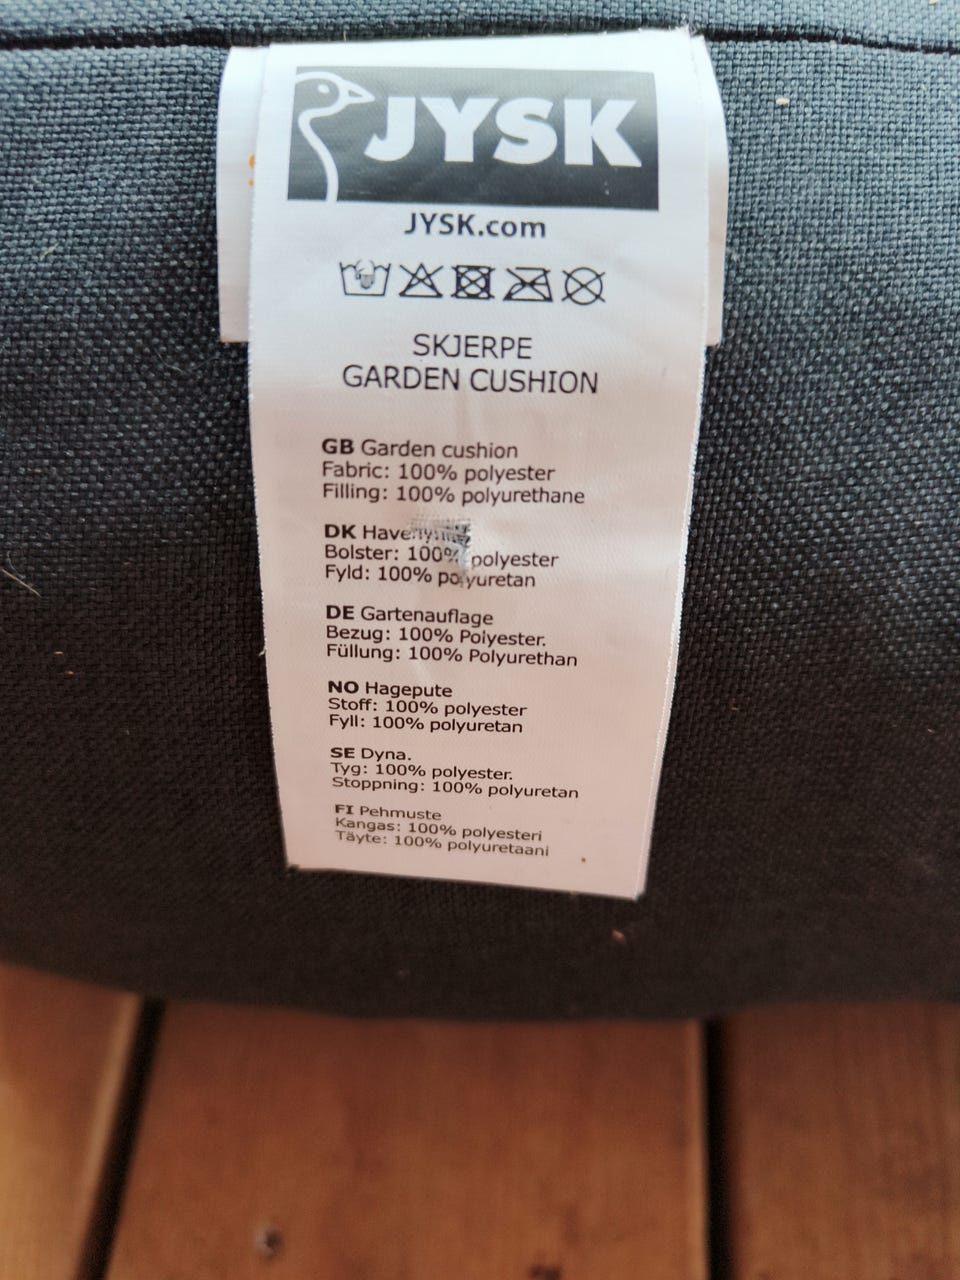 JYSK
JYSK.com
SKJERPE
GARDEN CUSHION
GB Garden cushion
Fabric: 100% polyester
Filling: 100% polyurethane
DK
Bolster: 100% polyester
Fyld: 100% polyuretan
DE Gartenauflage
Bezug: 100% Polyester.
Füllung: 100% Polyurethan
NO Hagepute
Stoff: 100% polyester
Fyll: 100% polyuretan
SE Dyna.
Tyg: 100% polyester.
Stoppning: 100% polyuretan
FI Pehmuste
Kangas: 100% polyesteri
Täyte: 100% polyuretaani